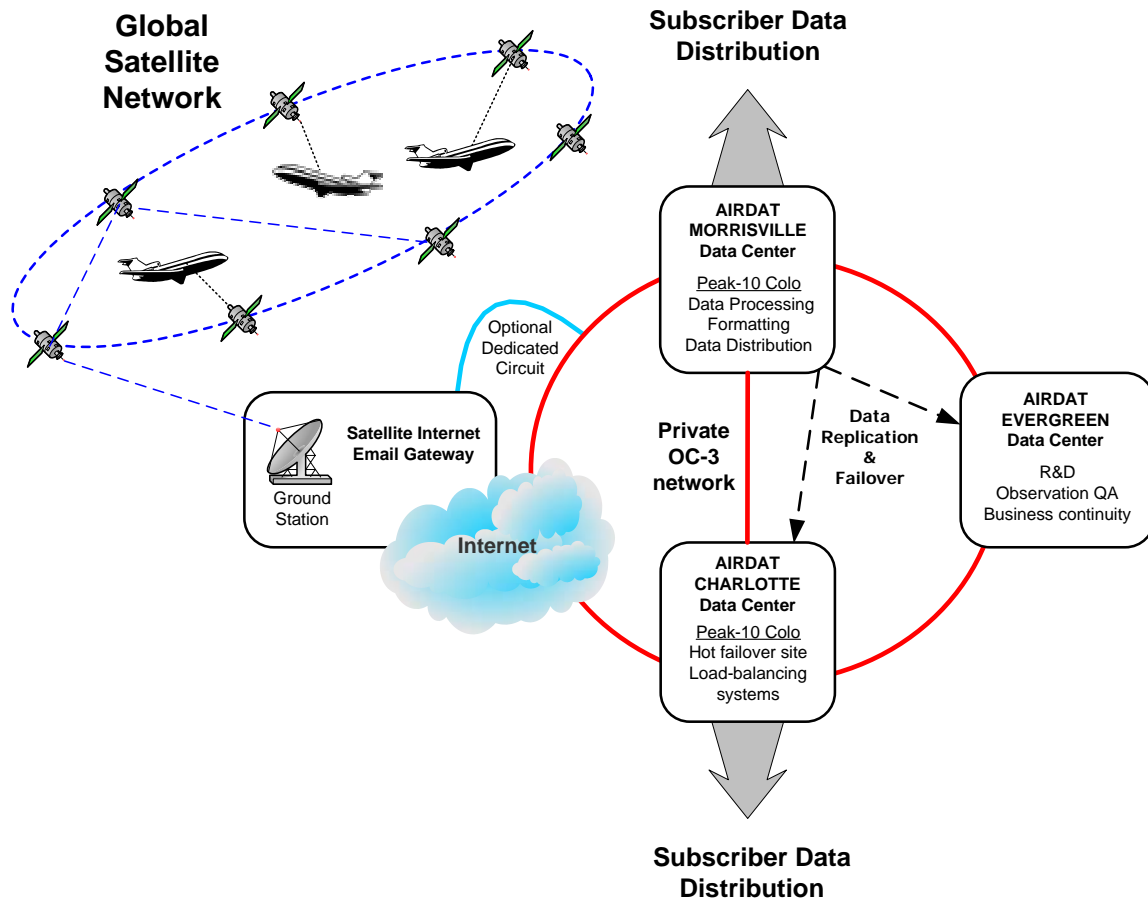 Global
Satellite
Network
Subscriber Data
Distribution
AIRDAT
MORRISVILLE
Data Center
Peak-10 Colo
Data Processing
Formatting
Data Distribution
Optional
Dedicated
Circuit
Satellite Internet
Email Gateway
Ground
Station
Internet
Private
OC-3
network
Data
Replication
&
Failover
AIRDAT
EVERGREEN
Data Center
R&D
Observation QA
Business continuity
AIRDAT
CHARLOTTE
Data Center
Peak-10 Colo
Hot failover site
Load-balancing
systems
Subscriber Data
Distribution